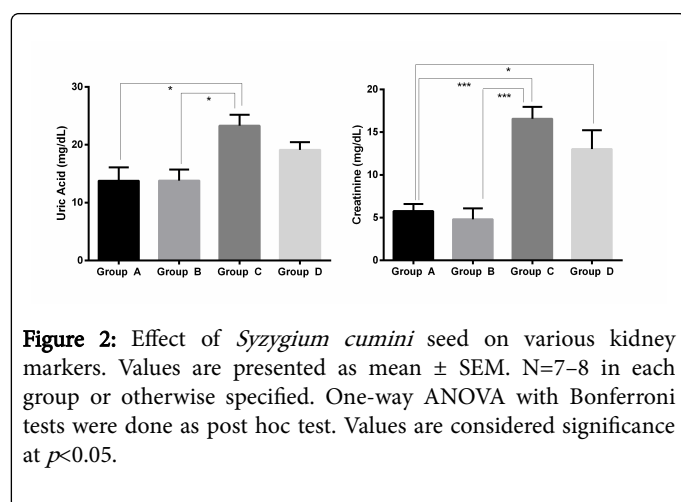 *
*
Uric Acid (mg/dL)
30
20
10
0
Group A Group B Group C Group D
*
***
***
Creatinine (mg/dL)
20
15
10
5
0
Group A Group B Group C Group D
Figure 2: Effect of Syzygium cumini seed on various kidney
markers. Values are presented as mean ± SEM. N=7–8 in each
group or otherwise specified. One-way ANOVA with Bonferroni
tests were done as post hoc test. Values are considered significance
at p<0.05.